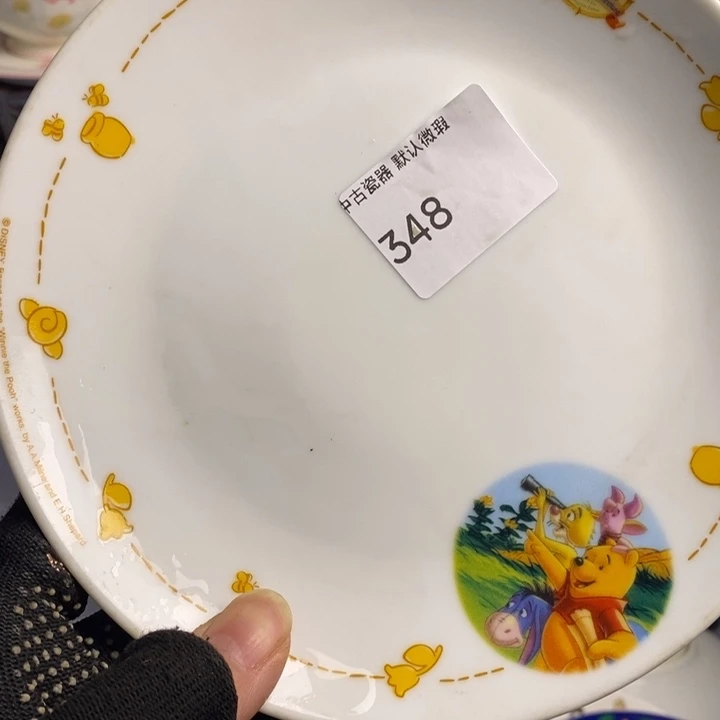 中古瓷器 默认微瑕
348
© DISNEY. Based on the "Winnie the Pooh" works, by A.A. Milne and E.H. Shepard.